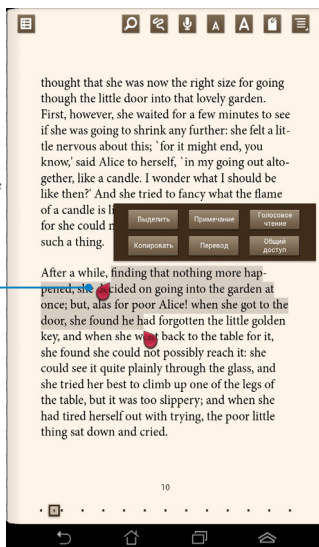 A A
thought that she was now the right size for going
though the little door into that lovely garden.
First, however, she waited for a few minutes to see
if she was going to shrink any further: she felt a lit-
tle nervous about this; `for it might end, you
know,' said Alice to herself, `in my going out alto-
gether, like a candle. I wonder what I should be
like then?' And she tried to fancy what the flame
of a candle is
for she could
such a thing.
Выделить Примечание Голосовое чтение
Копировать Перевод Общий доступ
After a while, finding that nothing more hap-
pened, she decided on going into the garden at
once; but, alas for poor Alice! when she got to the
door, she found he had forgotten the little golden
key, and when she went back to the table for it,
she found she could not possibly reach it: she
could see it quite plainly through the glass, and
she tried her best to climb up one of the legs of
the table, but it was too slippery; and when she
had tired herself out with trying, the poor little
thing sat down and cried.
10